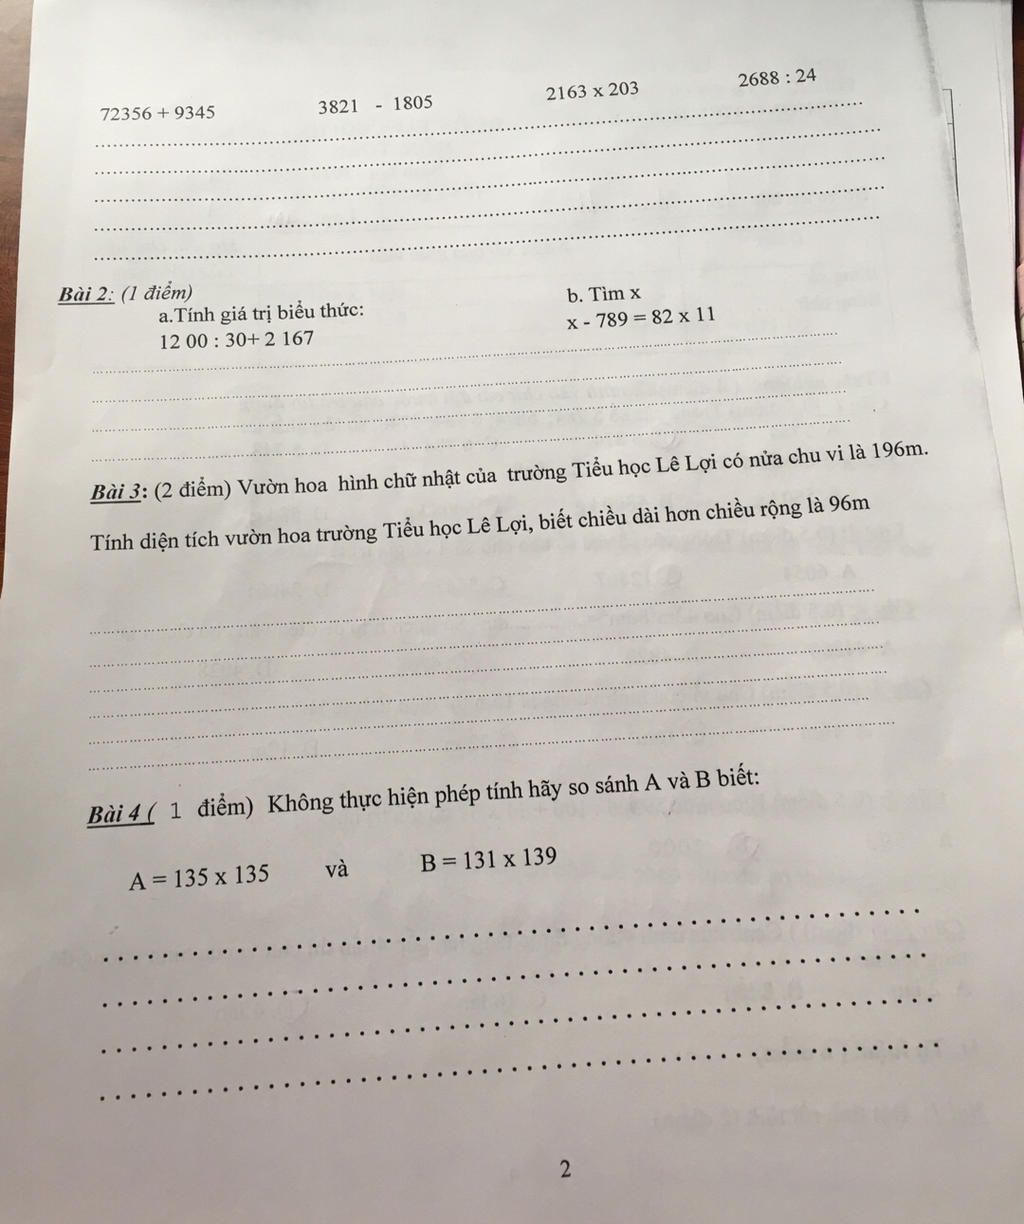 72356 + 9345 3821 - 1805 2163 x 203 2688 : 24
Bài 2: (1 điểm)
a.Tính giá trị biểu thức: b. Tìm x
12 00 : 30+ 2 167 x - 789 = 82 x 11
Bài 3: (2 điểm) Vườn hoa hình chữ nhật của trường Tiểu học Lê Lợi có nửa chu vi là 196m.
Tính diện tích vườn hoa trường Tiểu học Lê Lợi, biết chiều dài hơn chiều rộng là 96m
Bài 4 ( 1 điểm) Không thực hiện phép tính hãy so sánh A và B biết:
A = 135 x 135 và B = 131 x 139
2